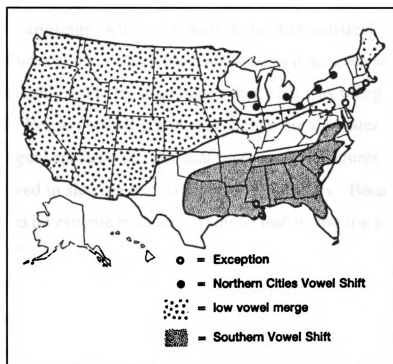 = Exception
= Northern Cities Vowel Shift
= low vowel merge
= Southern Vowel Shift